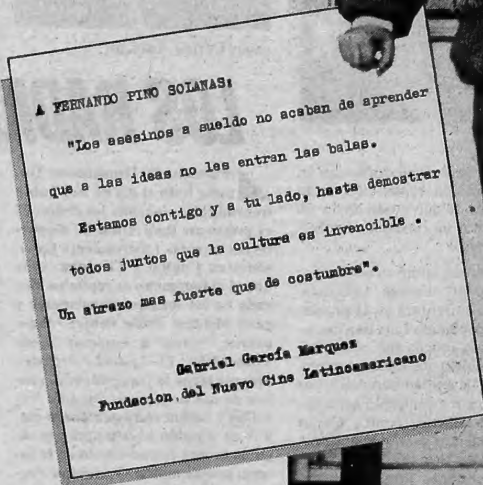 A FERNANDO PINO SOLANAS:
"Los asesinos a sueldo no acaban de aprender
que a las ideas no les entran las balas.
Estamos contigo y a tu lado, hasta demostrar
todos juntos que la cultura es invencible .
Un abrazo mas fuerte que de costumbre".
Gabriel García Marquez
Fundacion del Nuevo Cine Latinoamericano